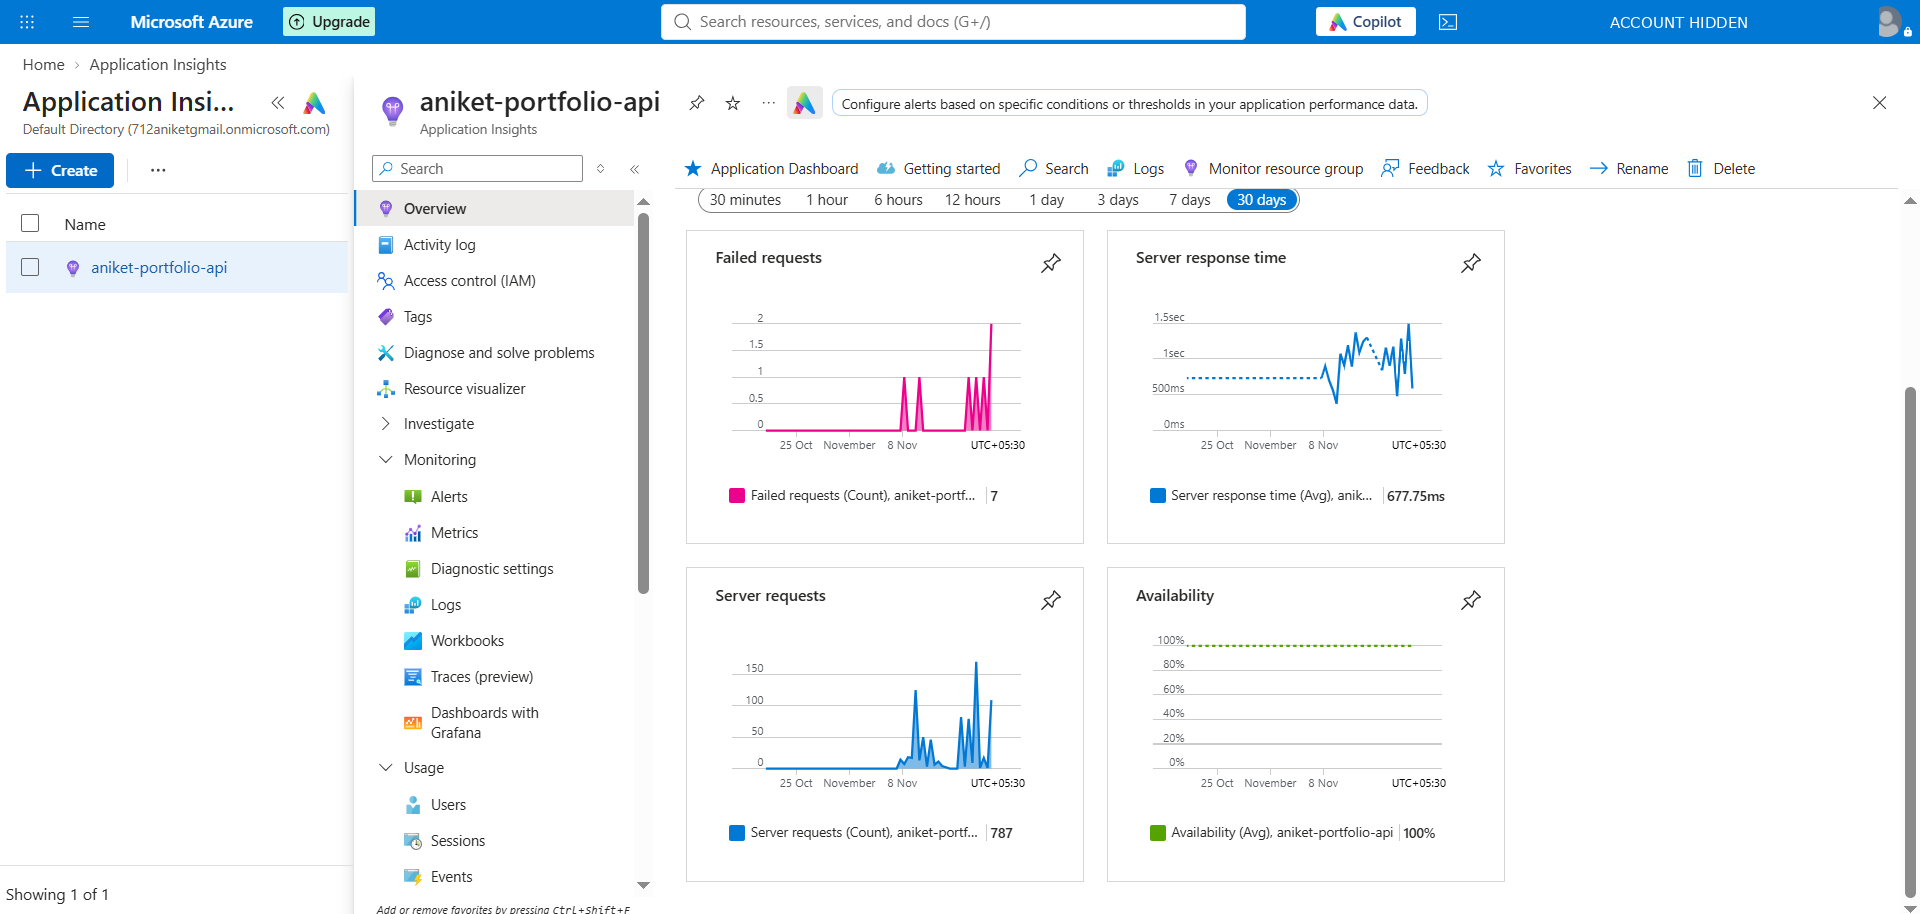 Microsoft Azure
Upgrade
Search resources, services, and docs (G+/)
Copilot
ACCOUNT HIDDEN
Home > Application Insights
Application Insi...
Default Directory (712aniketgmail.onmicrosoft.com)
Create
...
Name
aniket-portfolio-api
Showing 1 of 1
aniket-portfolio-api
Application Insights
...
Configure alerts based on specific conditions or thresholds in your application performance data.
Search
Overview
Activity log
Access control (IAM)
Tags
Diagnose and solve problems
Resource visualizer
Investigate
Monitoring
Alerts
Metrics
Diagnostic settings
Logs
Workbooks
Traces (preview)
Dashboards with
Grafana
Usage
Users
Sessions
Events
Add or remove favorites by pressing Ctrl+Shift+F
Application Dashboard
Getting started
Search
Logs
Monitor resource group
Feedback
Favorites
Rename
Delete
30 minutes 1 hour 6 hours 12 hours 1 day 3 days 7 days 30 days
Failed requests
2
1.5
1
0.5
0
25 Oct November 8 Nov UTC+05:30
Failed requests (Count), aniket-portf... 7
Server response time
1.5sec
1sec
500ms
0ms
25 Oct November 8 Nov UTC+05:30
Server response time (Avg), anik... 677.75ms
Server requests
150
100
50
0
25 Oct November 8 Nov UTC+05:30
Server requests (Count), aniket-portf... 787
Availability
100%
80%
60%
40%
20%
0%
25 Oct November 8 Nov UTC+05:30
Availability (Avg), aniket-portfolio-api 100%